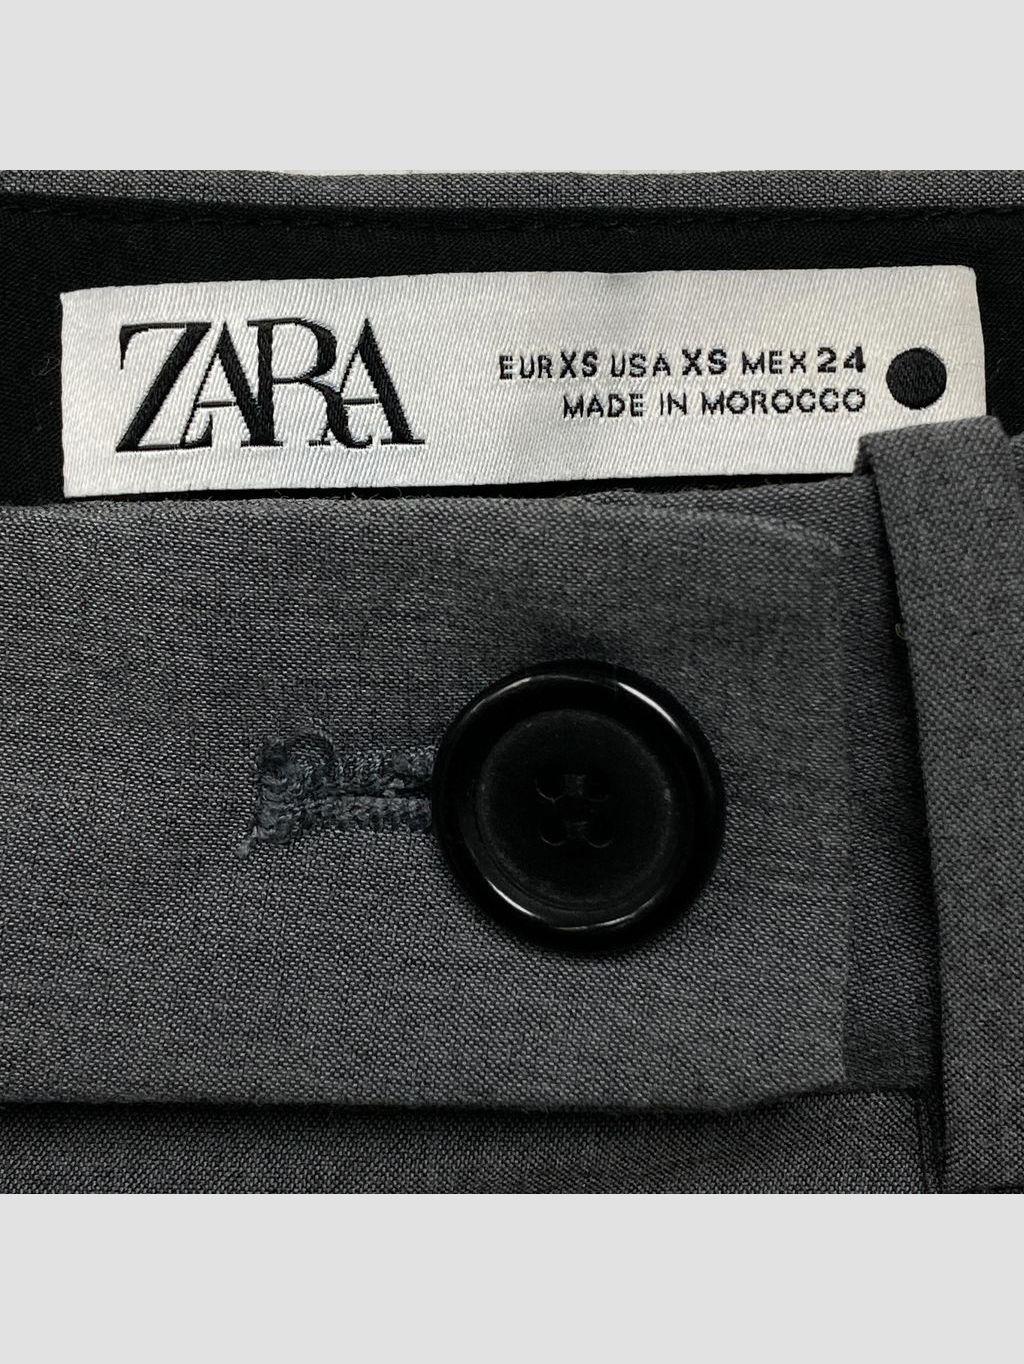 ZARA
EUR XS USA XS MEX 24
MADE IN MOROCCO